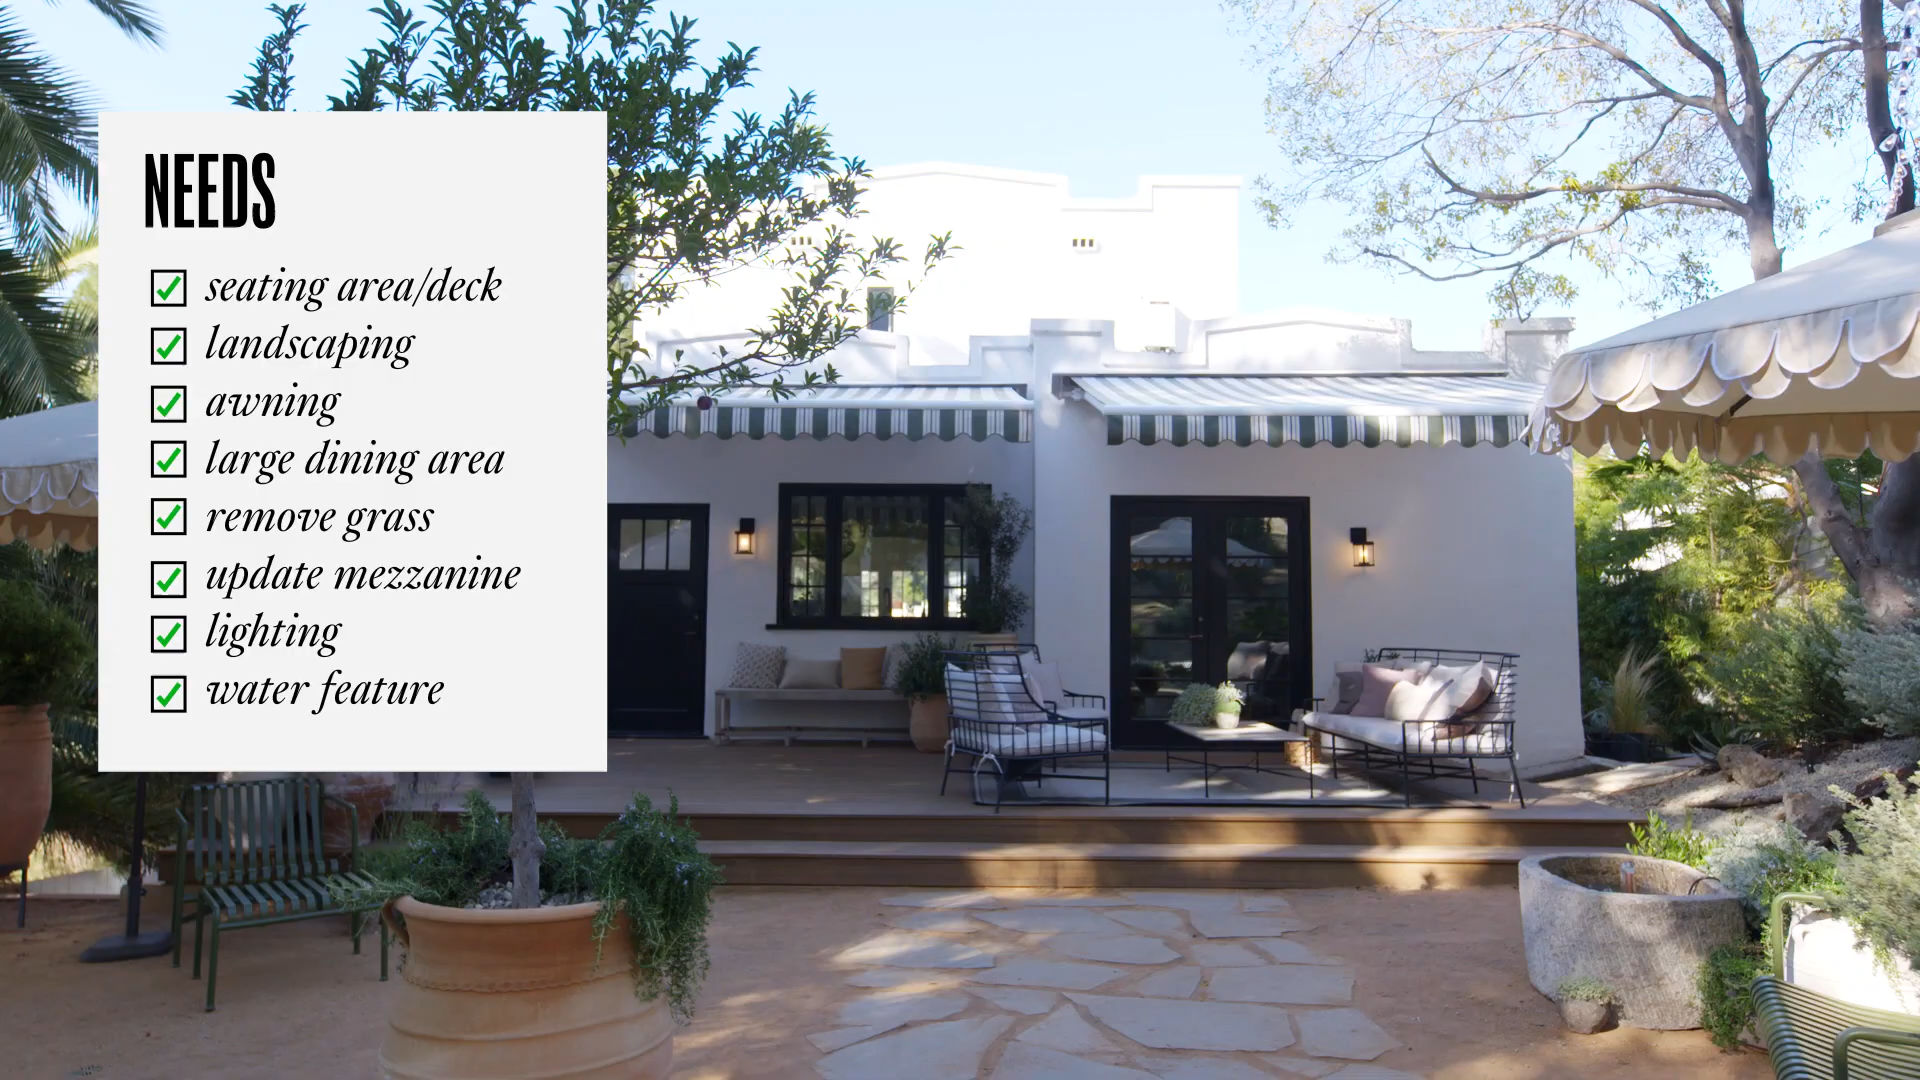 NEEDS
seating area/deck
landscaping
awning
large dining area
remove grass
update mezzanine
lighting
water feature